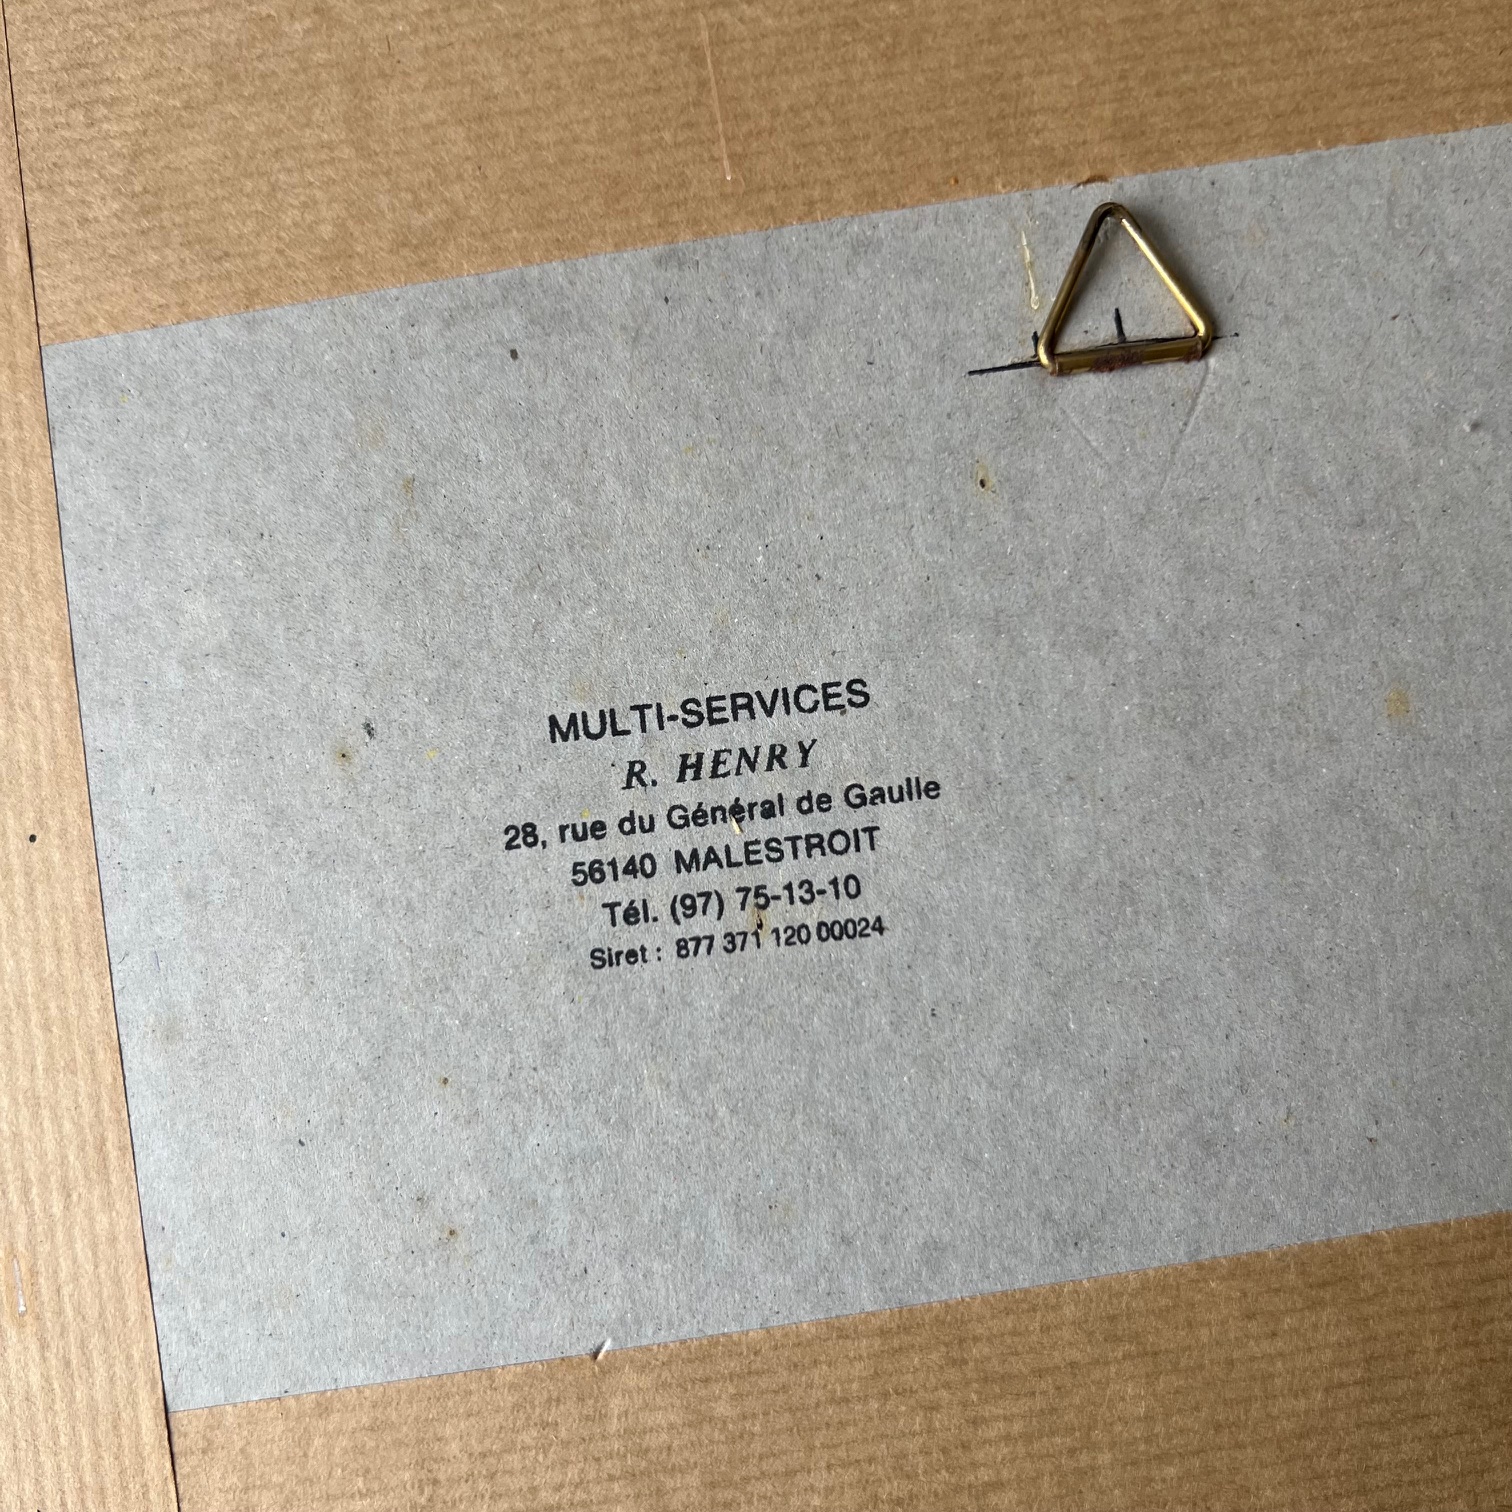 MULTI-SERVICES
R. HENRY
28, rue du Général de Gaulle
56140 MALESTROIT
Tél. (97) 75-13-10
Siret : 877 371 120 00024